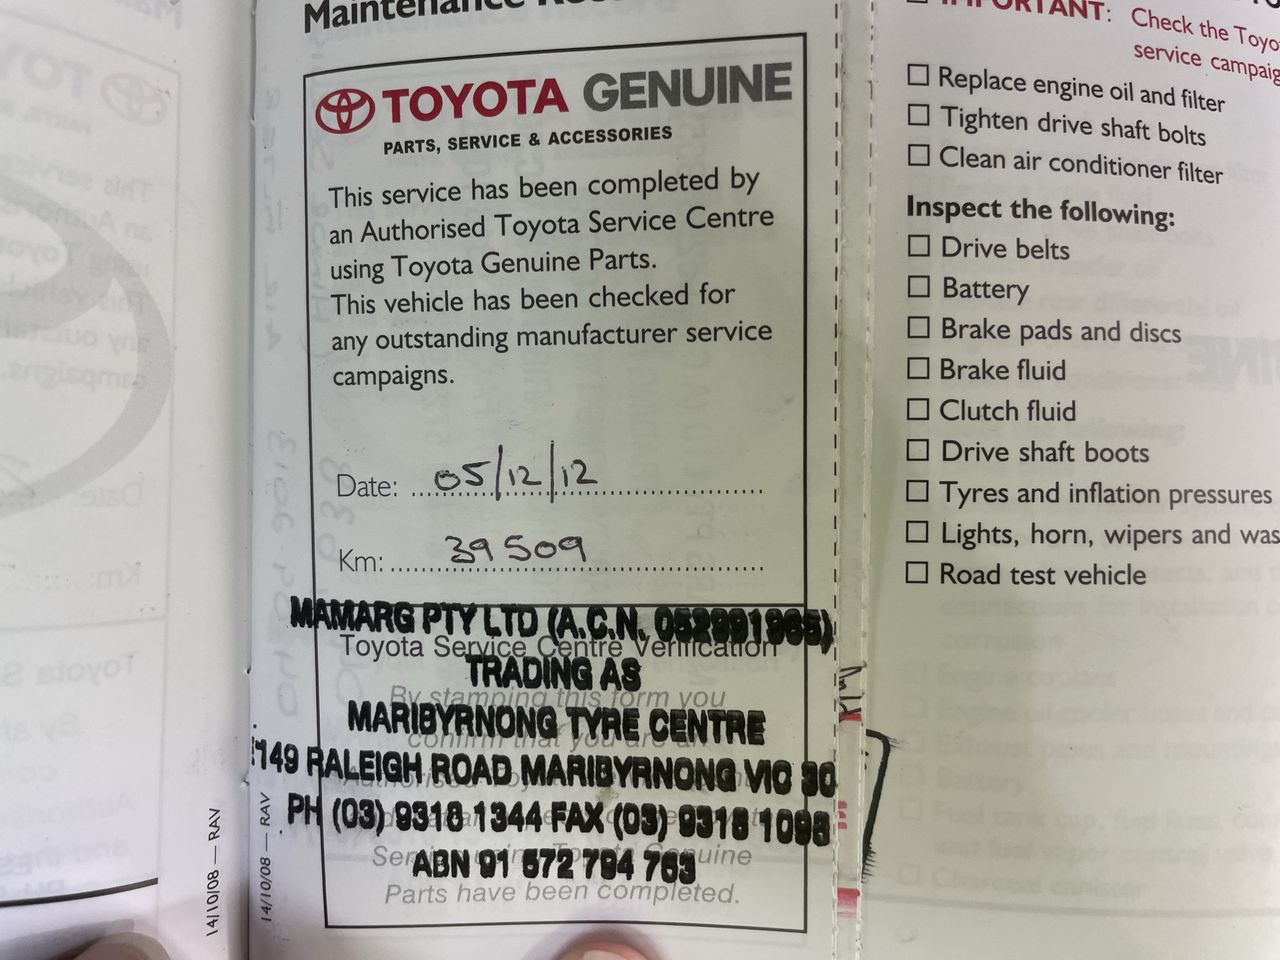 Maintenance
TOYOTA GENUINE
PARTS, SERVICE & ACCESSORIES
This service has been completed by
an Authorised Toyota Service Centre
using Toyota Genuine Parts.
This vehicle has been checked for
any outstanding manufacturer service
campaigns.
Date: 05/12/12
Km: 39509
MAMARG PTY LTD (A.C.N. 052991965)
Toyota Service Centre Verification
TRADING AS
By stamping this form you
MARIBYRNONG TYRE CENTRE
confirm that you are an
149 RALEIGH ROAD MARIBYRNONG VIC 30
PH (03) 9318 1344 FAX (03) 9318 1098
ABN 91 572 794 763
Parts have been completed.
14/10/08 — RAV
14/10/08 — RAV
IMPORTANT: Check the Toyo
service campaig
☐ Replace engine oil and filter
☐ Tighten drive shaft bolts
☐ Clean air conditioner filter
Inspect the following:
☐ Drive belts
☐ Battery
☐ Brake pads and discs
☐ Brake fluid
☐ Clutch fluid
☐ Drive shaft boots
☐ Tyres and inflation pressures
☐ Lights, horn, wipers and was
☐ Road test vehicle